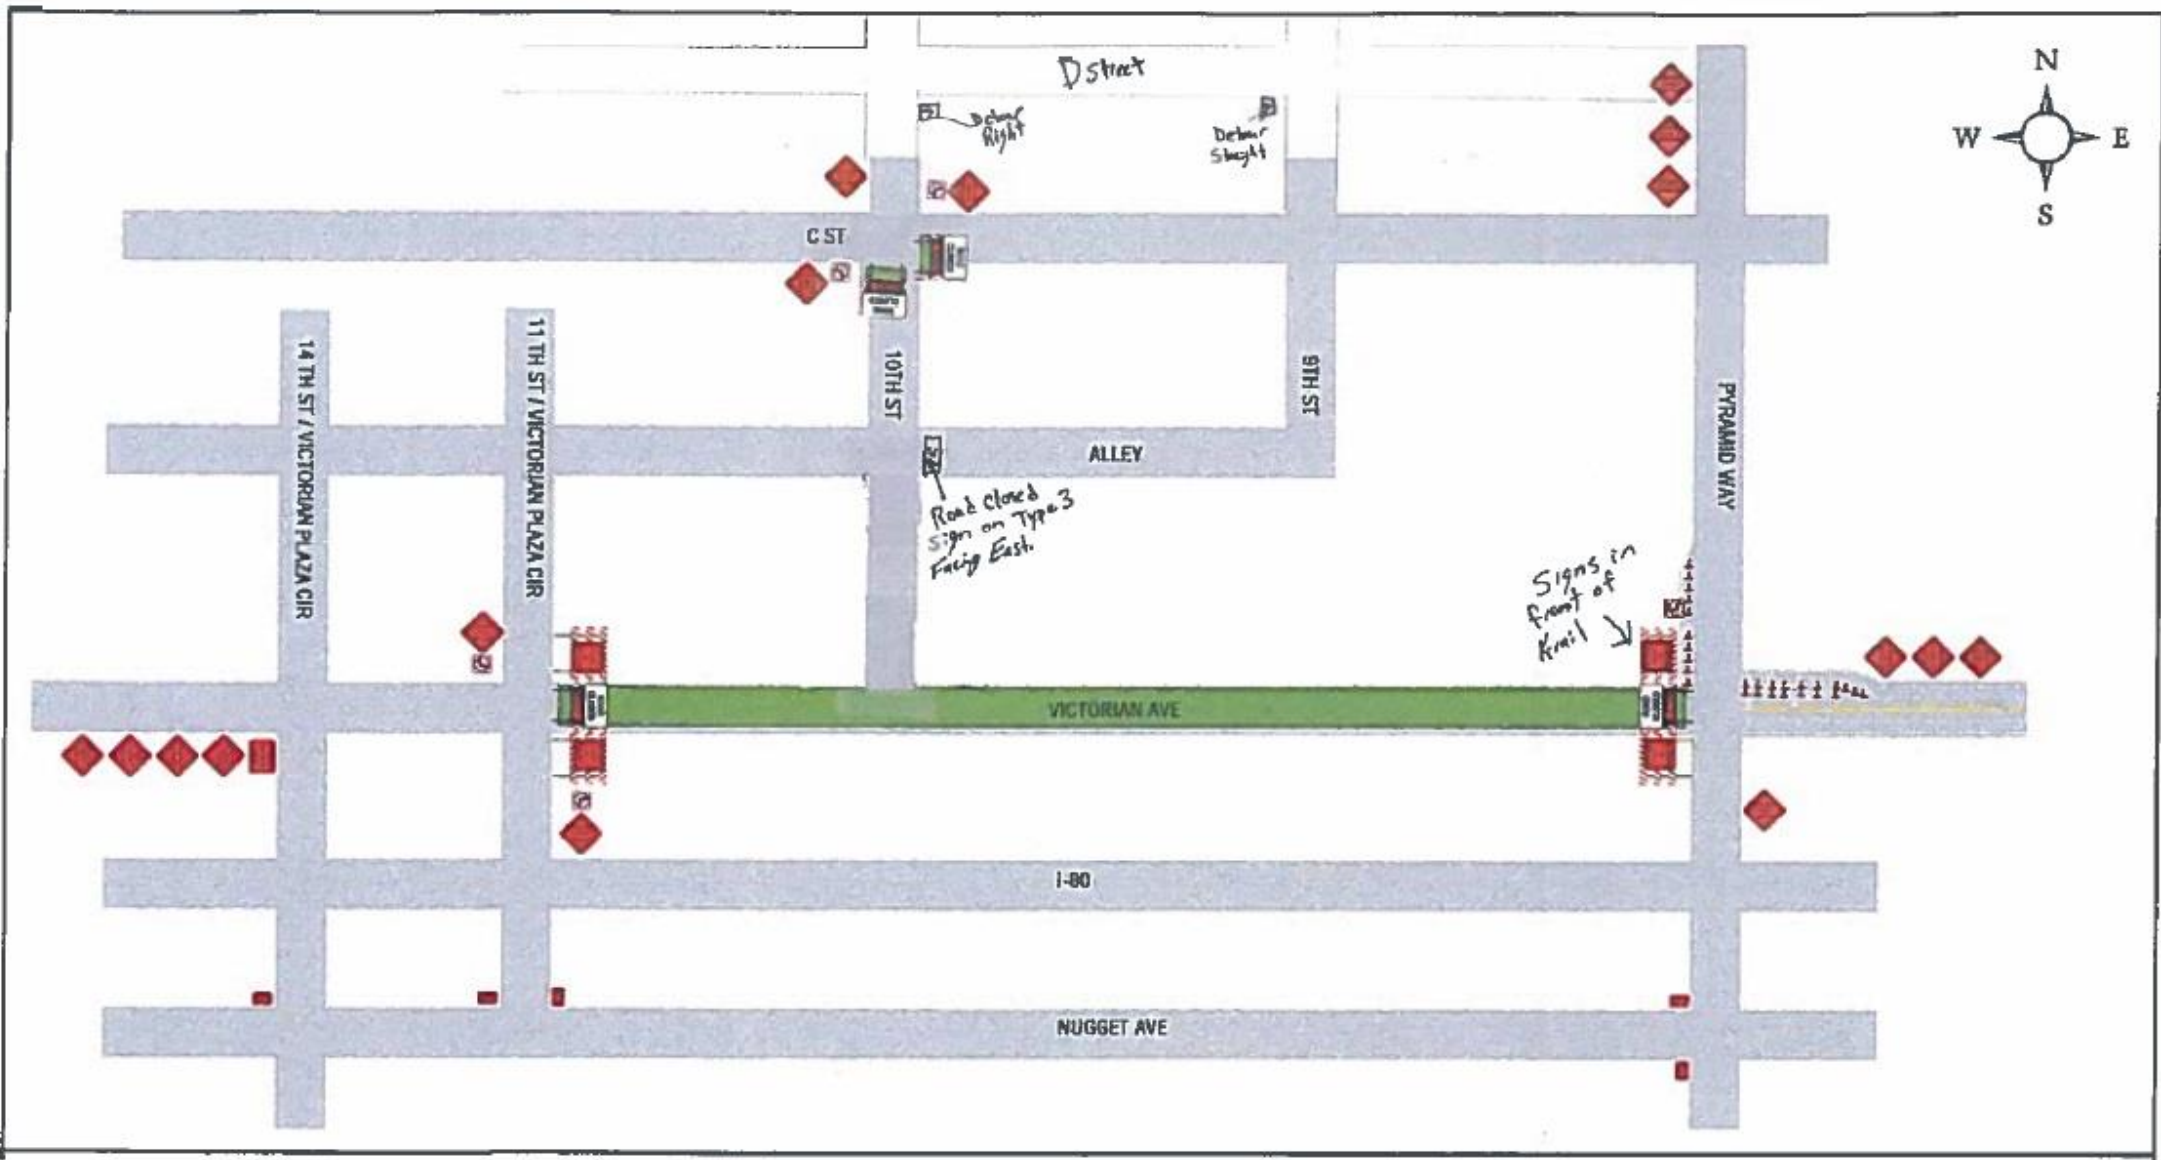 N
W E
S
D Street
Detour
Right
Detour
C ST
14 TH ST / VICTORIAN PLAZA CIR
11 TH ST / VICTORIAN PLAZA CIR
10TH ST
9TH ST
PYRAMID WAY
ALLEY
Road Closed
Sign on Type 3
Facing East.
Signs in
front of
Krail
ROAD
CLOSED
VICTORIAN AVE
I-80
NUGGET AVE